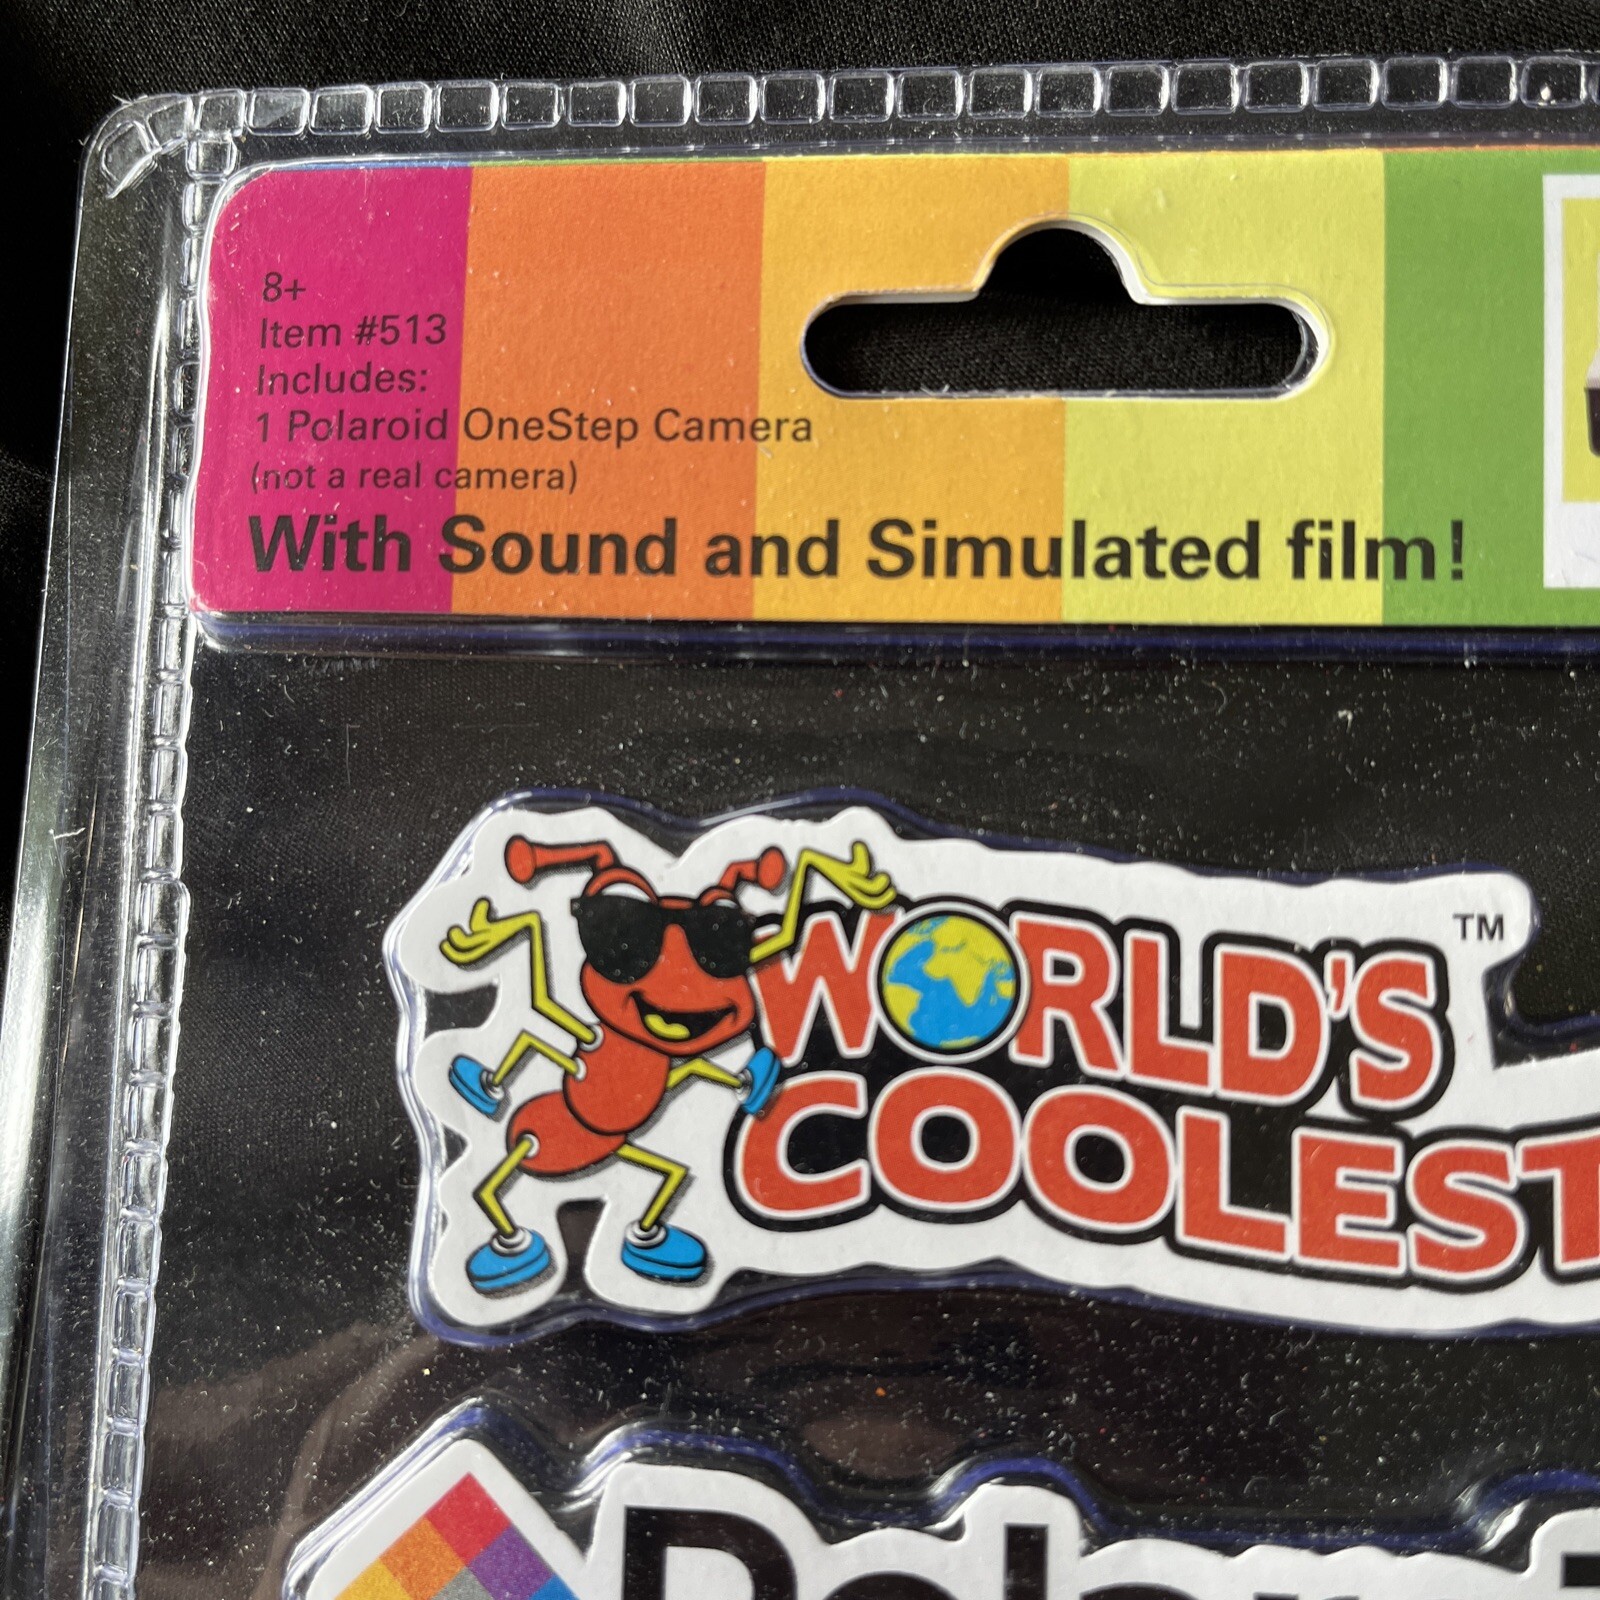 8+
Item #513
Includes:
1 Polaroid OneStep Camera
(not a real camera)
With Sound and Simulated film!
WORLD'S ™
COOLEST